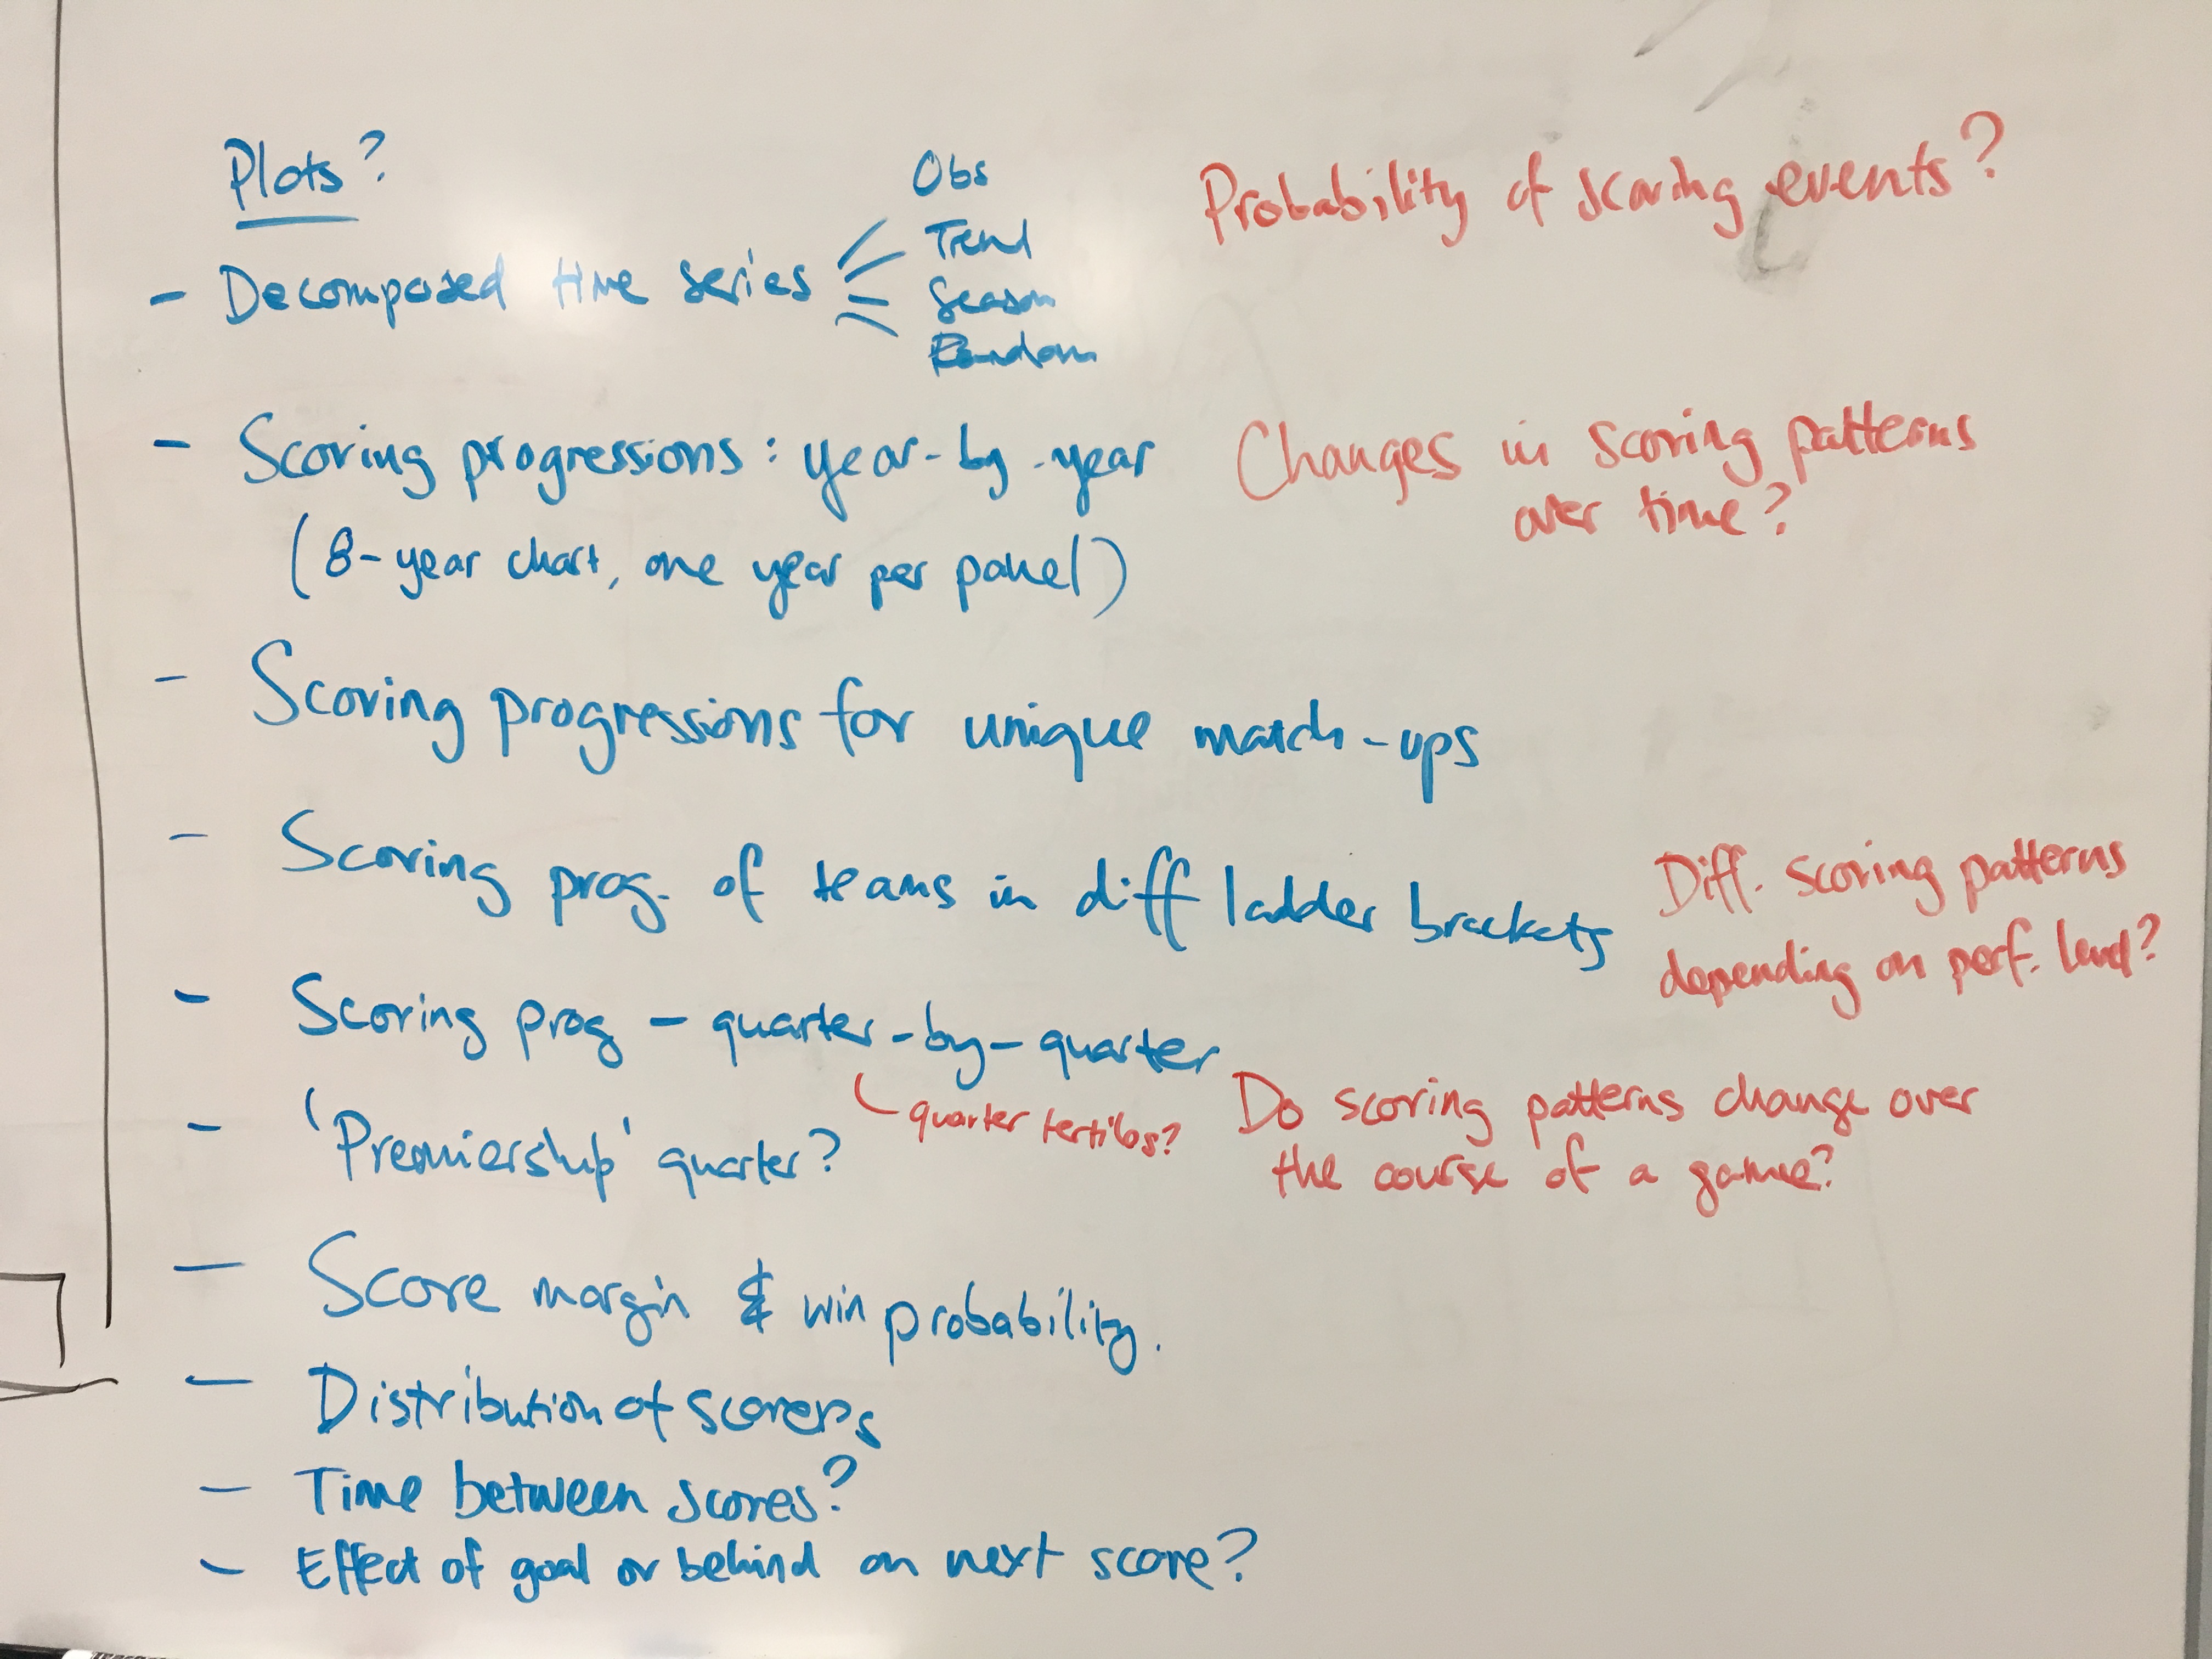 Plots?
- Decomposed time series
Obs
Trend
Season
Random
Probability of scoring events?
- Scoring progressions: year-by-year
(8-year chart, one year per panel)
Changes in scoring patterns
over time?
- Scoring progressions for unique match-ups
- Scoring prog. of teams in diff ladder brackets
Diff. scoring patterns
depending on perf. level?
- Scoring prog - quarter-by-quarter
quarter tertiles?
- 'Premiership' quarter?
Do scoring patterns change over
the course of a game?
- Score margin & win probability.
- Distribution of scorers
- Time between scores?
- Effect of goal or behind on next score?